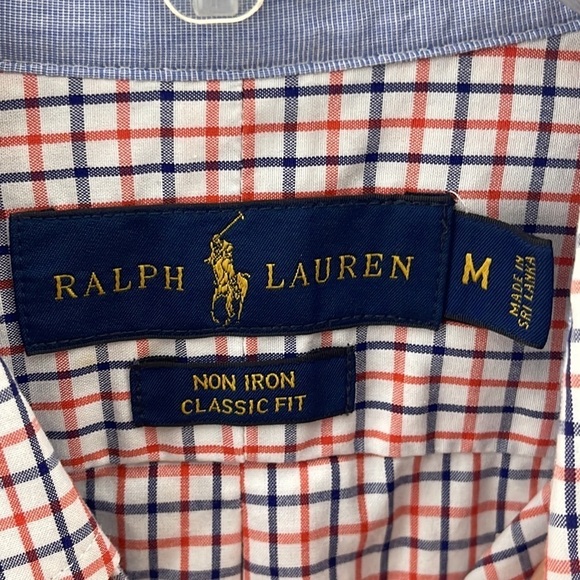 RALPH LAUREN
M
MADE IN
SRI LANKA
NON IRON
CLASSIC FIT